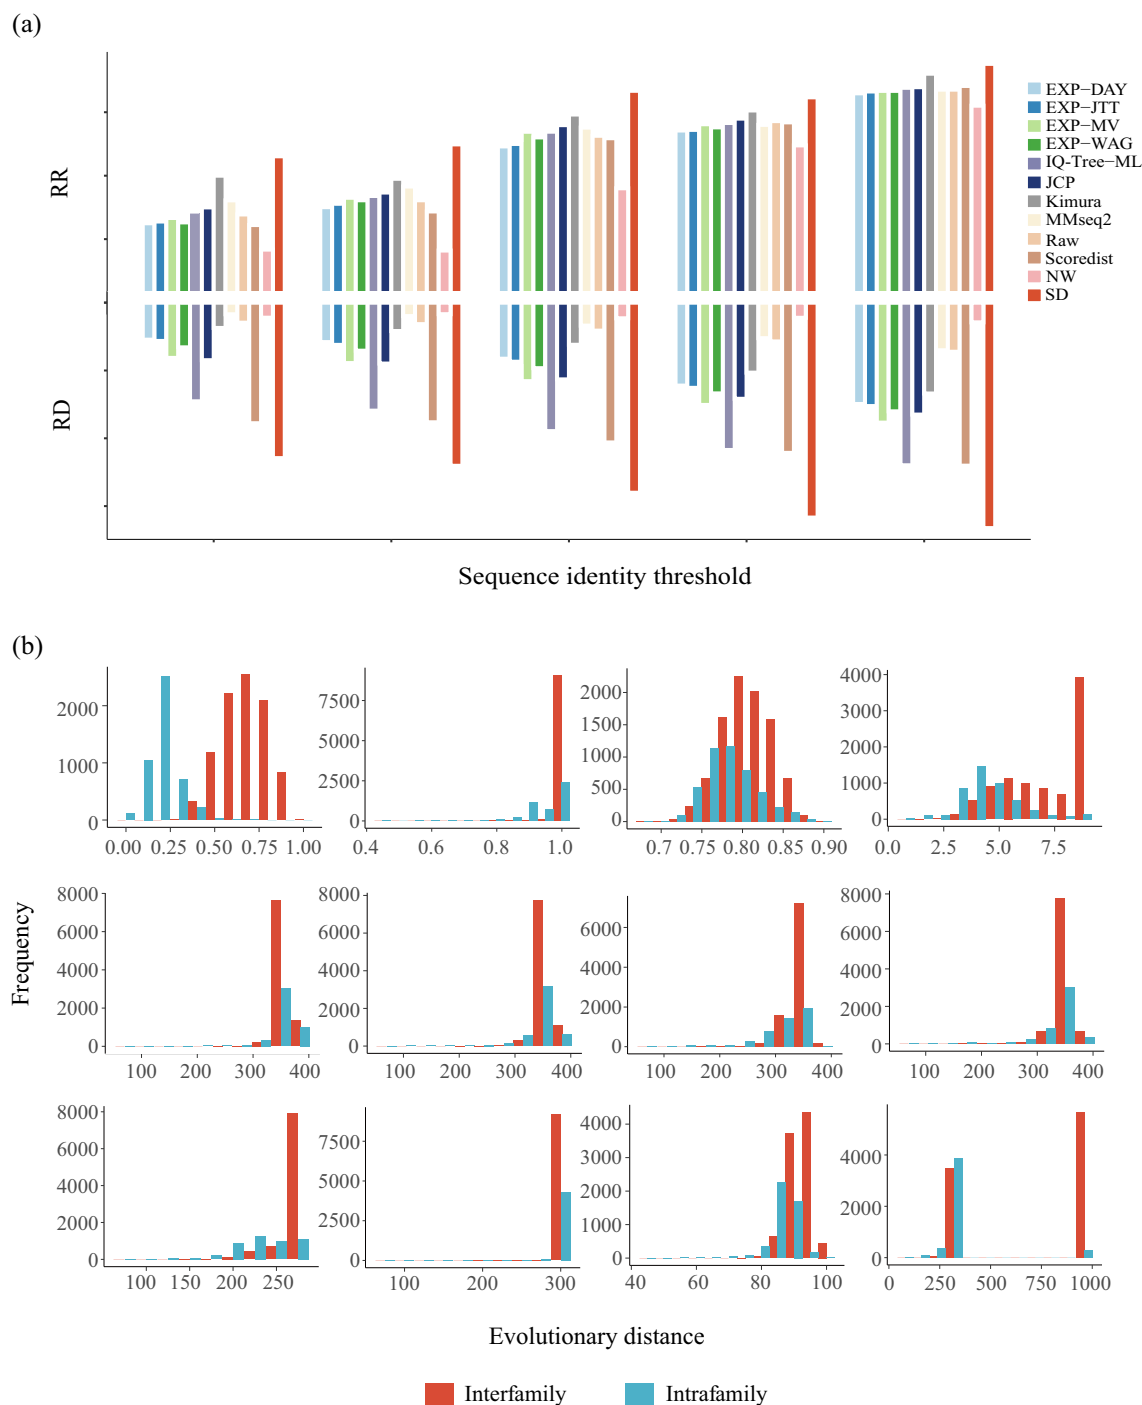 (a)
RR
RD
EXP−DAY
EXP−JTT
EXP−MV
EXP−WAG
IQ-Tree−ML
JCP
Kimura
MMseq2
Raw
Scoredist
NW
SD
Sequence identity threshold
(b)
2000
1000
0
0.00 0.25 0.50 0.75 1.00
7500
5000
2500
0
0.4 0.6 0.8 1.0
2000
1500
1000
500
0
0.7 0.75 0.80 0.85 0.90
4000
3000
2000
1000
0
0.0 2.5 5.0 7.5
Frequency
8000
6000
4000
2000
0
100 200 300 400
8000
6000
4000
2000
0
100 200 300 400
6000
4000
2000
0
100 200 300 400
8000
6000
4000
2000
0
100 200 300 400
8000
6000
4000
2000
0
100 150 200 250
7500
5000
2500
0
100 200 300
4000
3000
2000
1000
0
40 60 80 100
4000
2000
0
0 250 500 750 1000
Evolutionary distance
Interfamily
Intrafamily